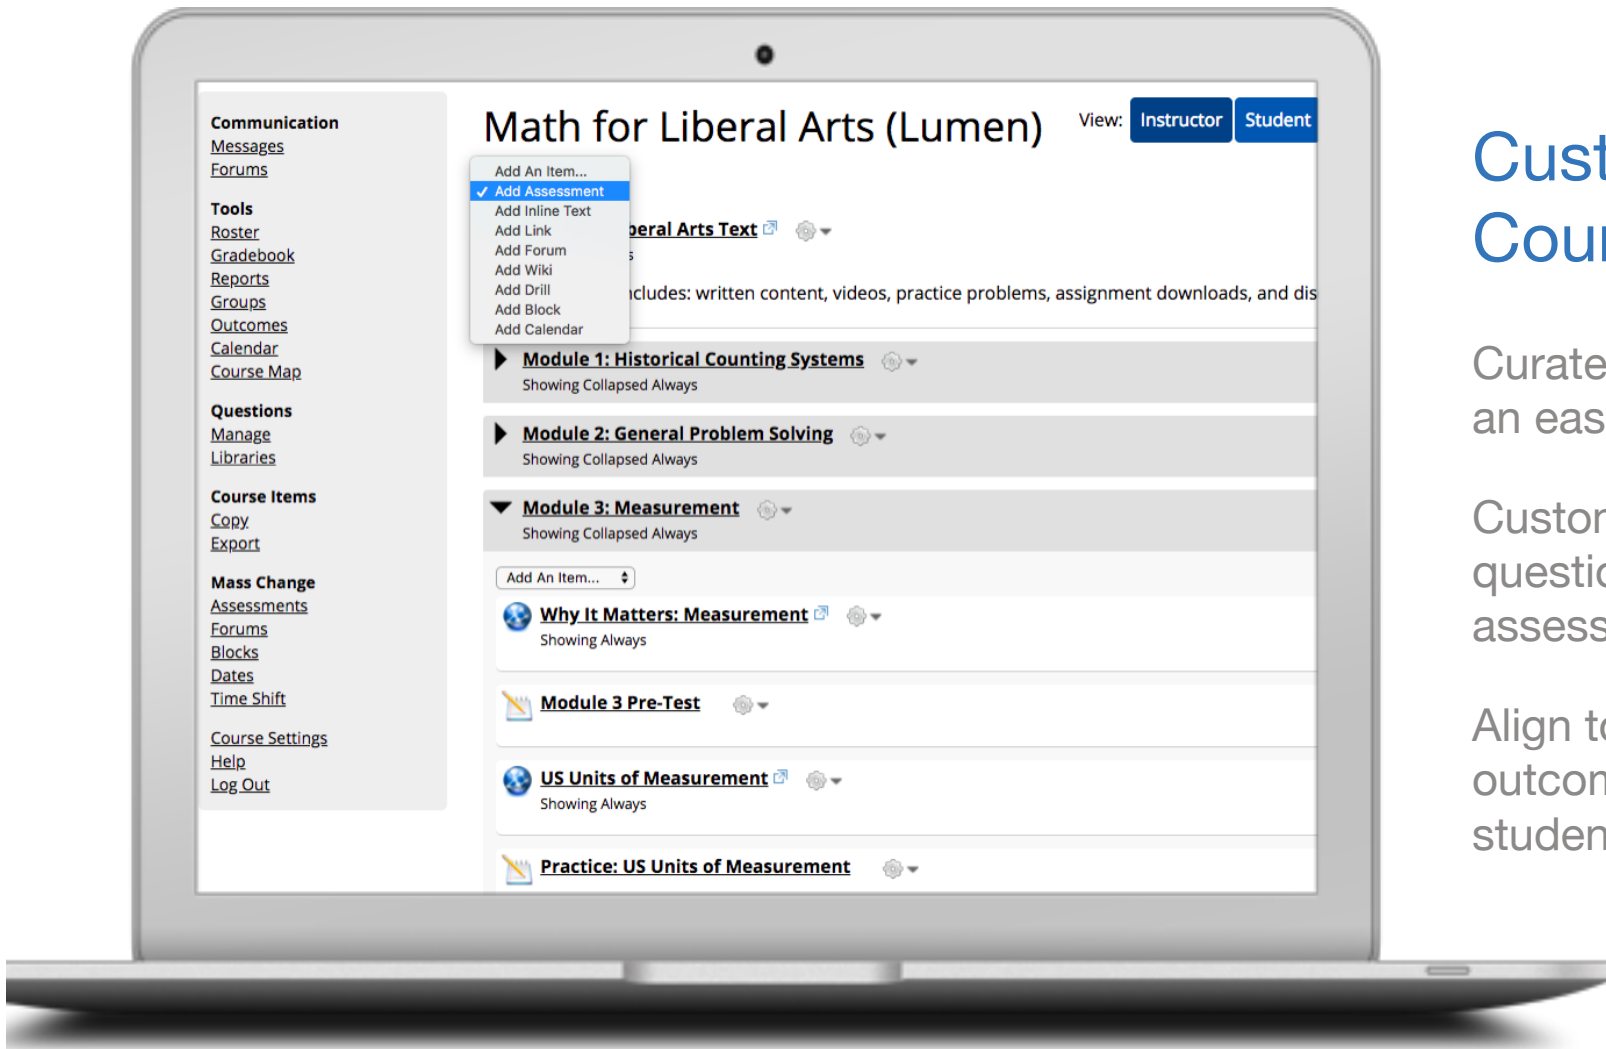 Communication
Messages
Forums
Tools
Roster
Gradebook
Reports
Groups
Outcomes
Calendar
Course Map
Questions
Manage
Libraries
Course Items
Copy
Export
Mass Change
Assessments
Forums
Blocks
Dates
Time Shift
Course Settings
Help
Log Out
Math for Liberal Arts (Lumen)
View: Instructor Student
Add An Item...
✓ Add Assessment
Add Inline Text
Add Link
Add Forum
Add Wiki
Add Drill
Add Block
Add Calendar
beral Arts Text
s
cludes: written content, videos, practice problems, assignment downloads, and dis
Module 1: Historical Counting Systems
Showing Collapsed Always
Module 2: General Problem Solving
Showing Collapsed Always
Module 3: Measurement
Showing Collapsed Always
Add An Item...
Why It Matters: Measurement
Showing Always
Module 3 Pre-Test
US Units of Measurement
Showing Always
Practice: US Units of Measurement
Cust
Cour
Curate
an eas
Custom
questio
assess
Align to
outcom
studen